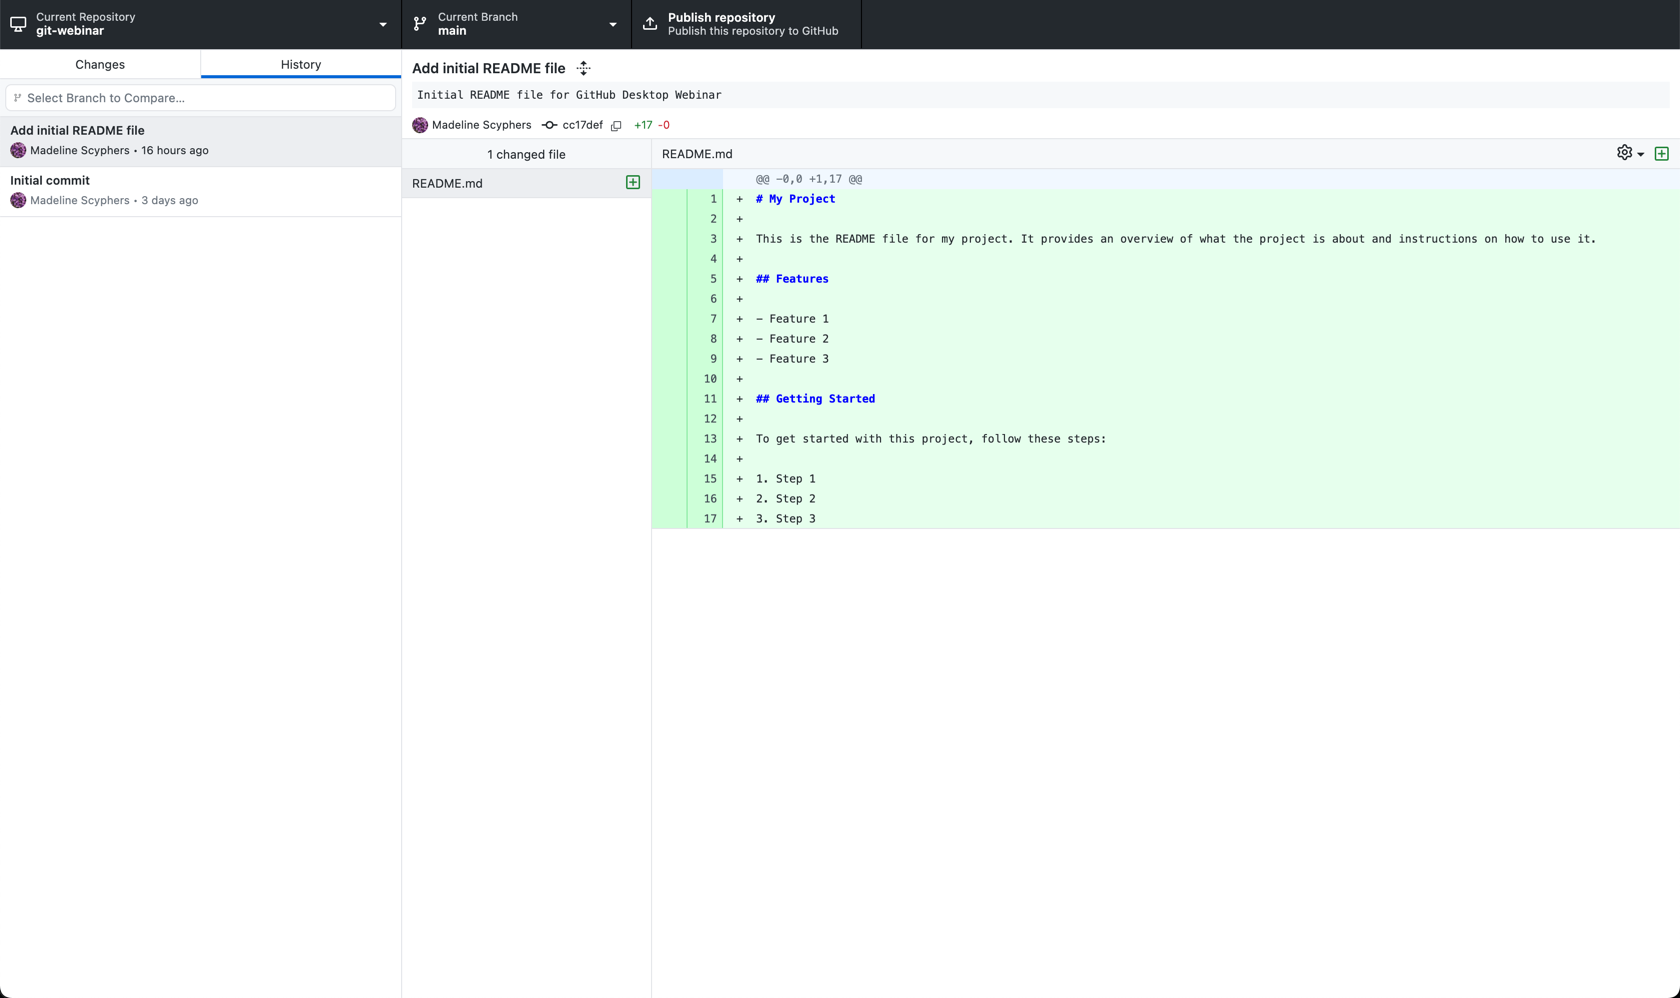 Current Repository
git-webinar
Current Branch
main
Publish repository
Publish this repository to GitHub
Changes
History
Select Branch to Compare...
Add initial README file
Madeline Scyphers • 16 hours ago
Initial commit
Madeline Scyphers • 3 days ago
Add initial README file
Initial README file for GitHub Desktop Webinar
Madeline Scyphers cc17def +17 -0
1 changed file
README.md
README.md
@@ -0,0 +1,17 @@
1 + # My Project
2 +
3 + This is the README file for my project. It provides an overview of what the project is about and instructions on how to use it.
4 +
5 + ## Features
6 +
7 + - Feature 1
8 + - Feature 2
9 + - Feature 3
10 +
11 + ## Getting Started
12 +
13 + To get started with this project, follow these steps:
14 +
15 + 1. Step 1
16 + 2. Step 2
17 + 3. Step 3